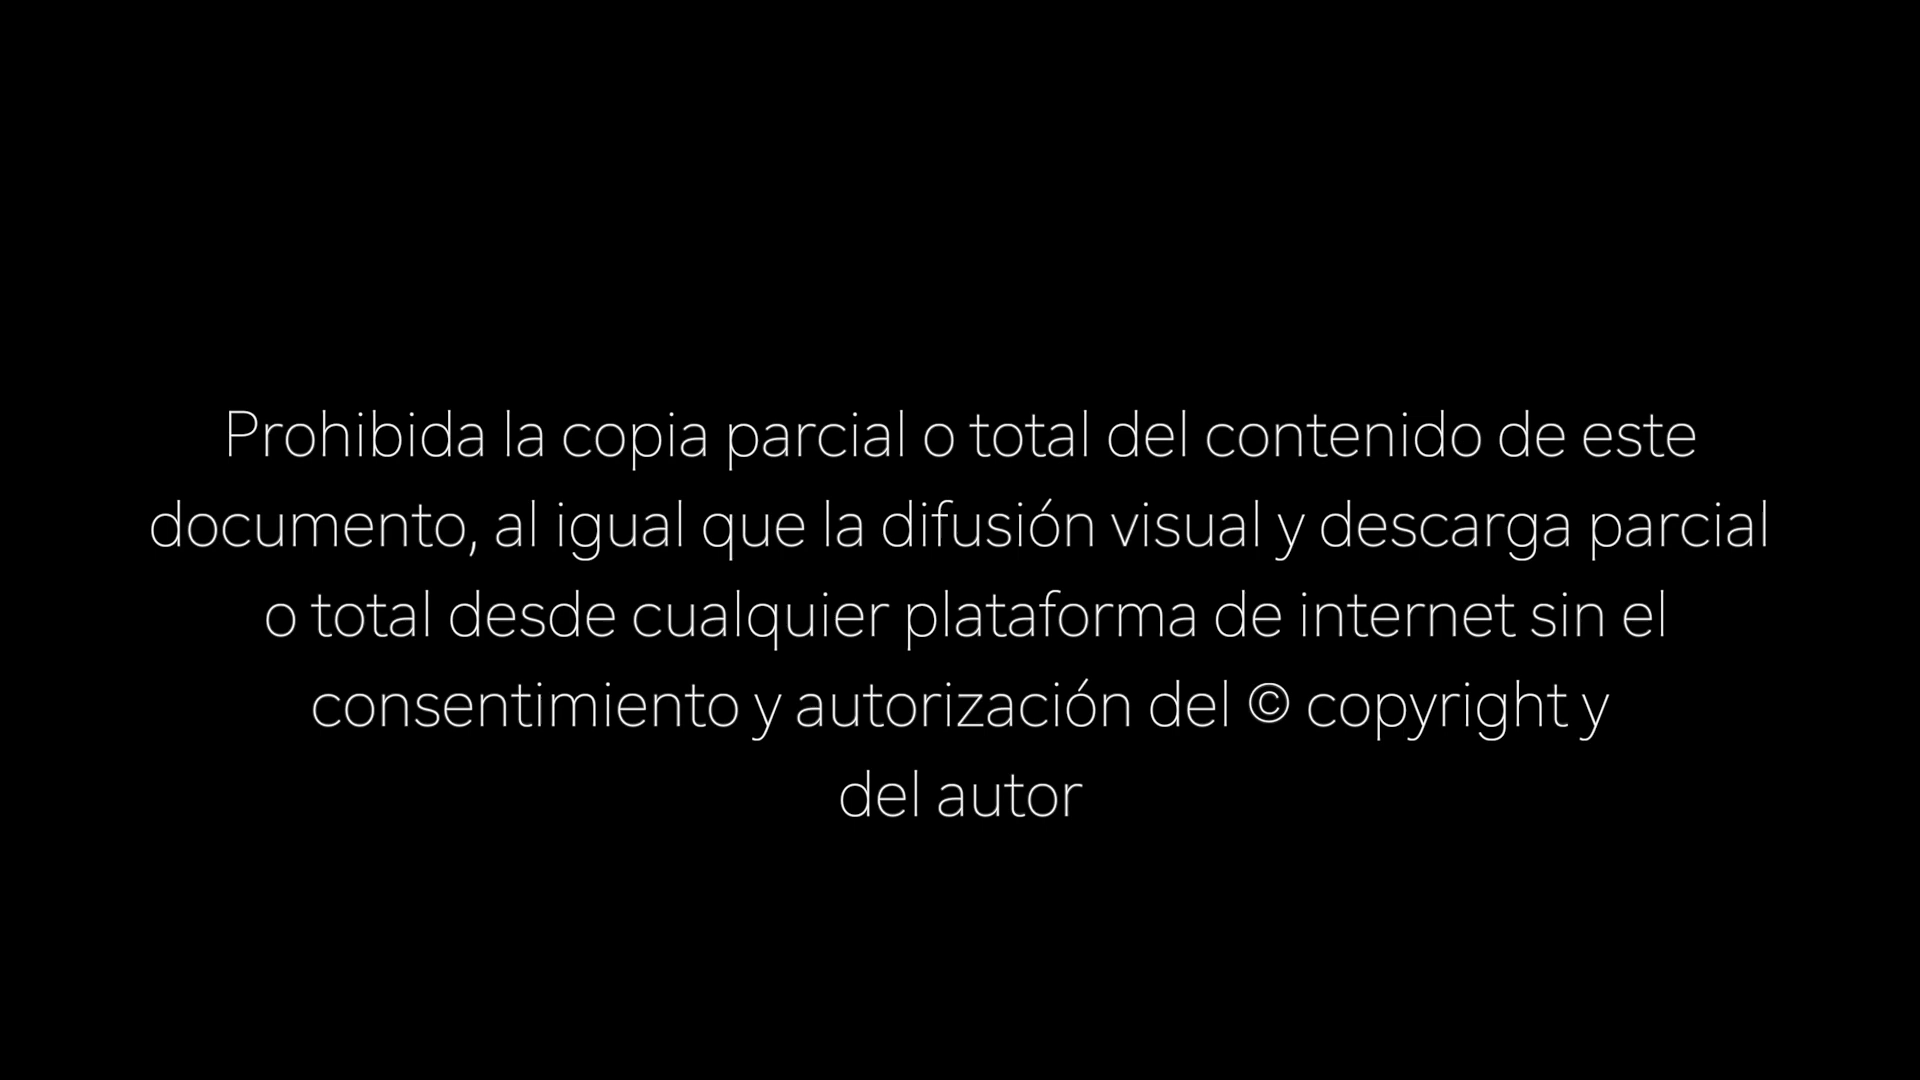 Prohibida la copia parcial o total del contenido de este
documento, al igual que la difusión visual y descarga parcial
o total desde cualquier plataforma de internet sin el
consentimiento y autorización del © copyright y
del autor